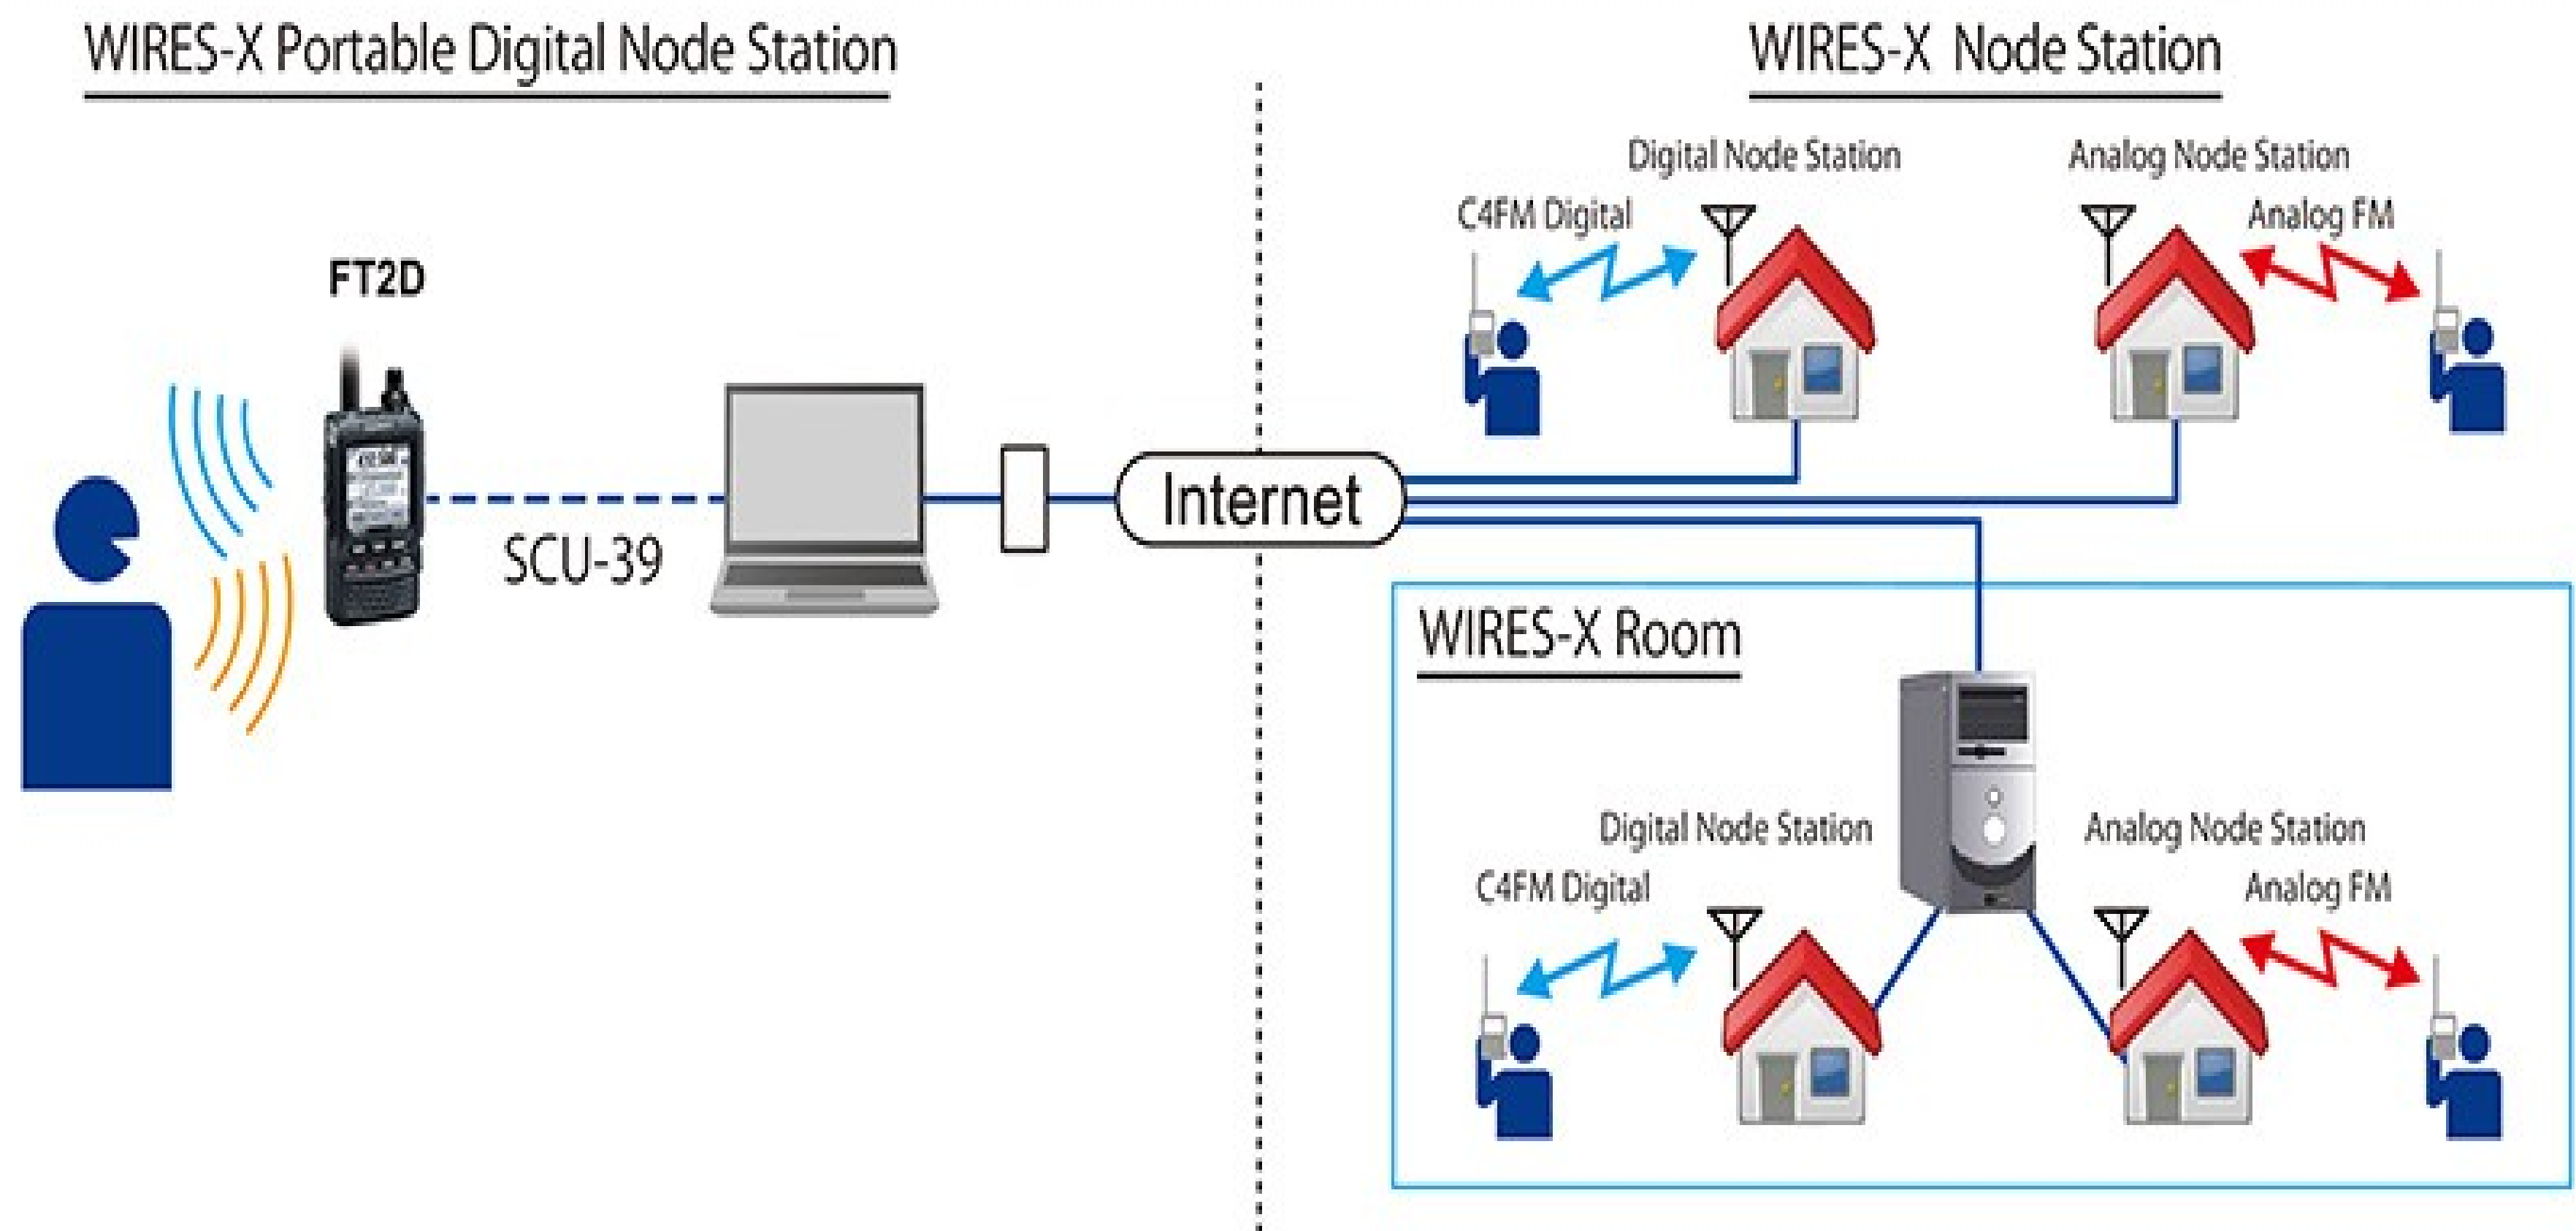 WIRES-X Portable Digital Node Station
FT2D
SCU-39
Internet
WIRES-X Node Station
Digital Node Station
Analog Node Station
C4FM Digital
Analog FM
WIRES-X Room
Digital Node Station
Analog Node Station
C4FM Digital
Analog FM